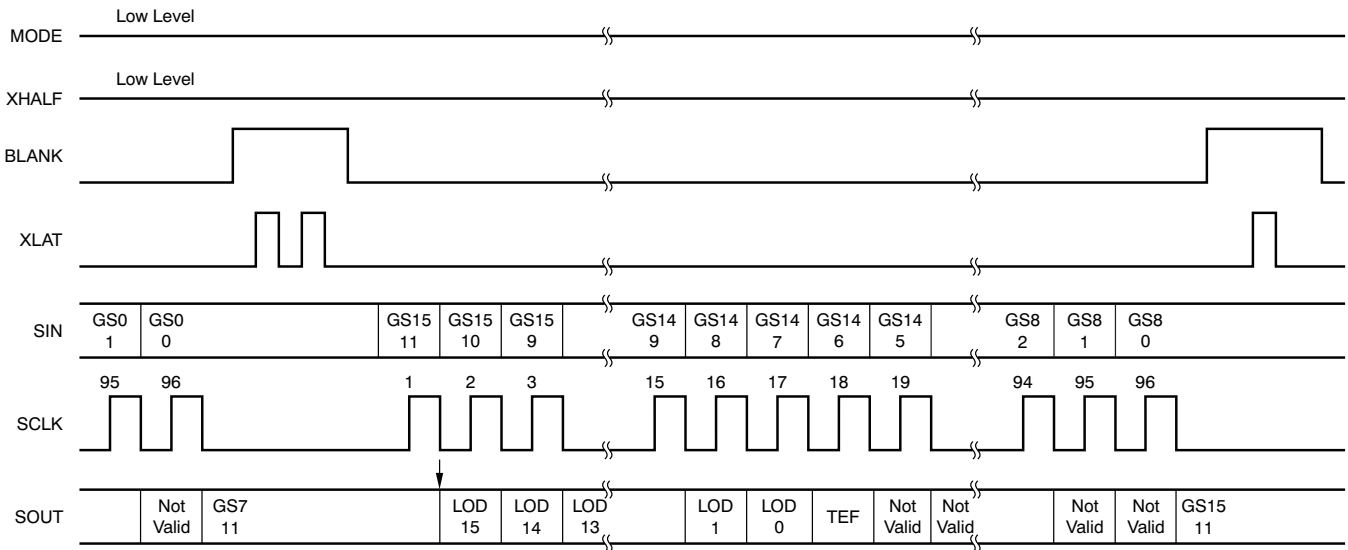 Low Level
MODE
Low Level
XHALF
BLANK
XLAT
SIN
GS0 1
GS0 0
GS15 11
GS15 10
GS15 9
GS14 9
GS14 8
GS14 7
GS14 6
GS14 5
GS8 2
GS8 1
GS8 0
95 96 1 2 3 15 16 17 18 19 94 95 96
SCLK
SOUT
Not Valid
GS7 11
LOD 15
LOD 14
LOD 13
LOD 1
LOD 0
TEF
Not Valid
Not Valid
Not Valid
Not Valid
GS15 11